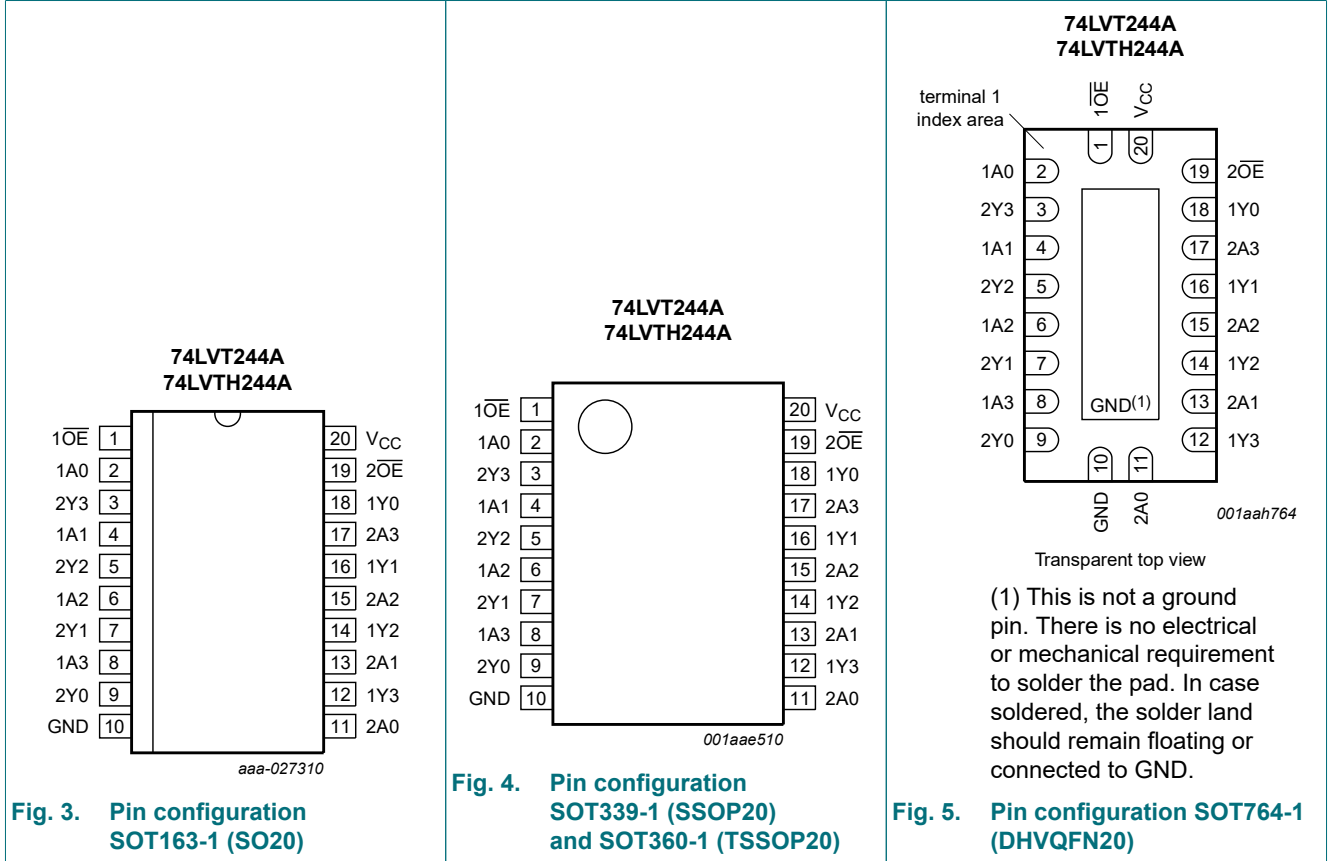 74LVT244A
74LVTH244A
1OE 1
1A0 2
2Y3 3
1A1 4
2Y2 5
1A2 6
2Y1 7
1A3 8
2Y0 9
GND 10
20 VCC
19 2OE
18 1Y0
17 2A3
16 1Y1
15 2A2
14 1Y2
13 2A1
12 1Y3
11 2A0
aaa-027310
Fig. 3. Pin configuration
SOT163-1 (SO20)
74LVT244A
74LVTH244A
1OE 1
1A0 2
2Y3 3
1A1 4
2Y2 5
1A2 6
2Y1 7
1A3 8
2Y0 9
GND 10
20 VCC
19 2OE
18 1Y0
17 2A3
16 1Y1
15 2A2
14 1Y2
13 2A1
12 1Y3
11 2A0
001aae510
Fig. 4. Pin configuration
SOT339-1 (SSOP20)
and SOT360-1 (TSSOP20)
74LVT244A
74LVTH244A
terminal 1
index area
1OE
VCC
1
20
1A0 2
2Y3 3
1A1 4
2Y2 5
1A2 6
2Y1 7
1A3 8
2Y0 9
19 2OE
18 1Y0
17 2A3
16 1Y1
15 2A2
14 1Y2
13 2A1
12 1Y3
GND(1)
10
11
GND
2A0
001aah764
Transparent top view
(1) This is not a ground
pin. There is no electrical
or mechanical requirement
to solder the pad. In case
soldered, the solder land
should remain floating or
connected to GND.
Fig. 5. Pin configuration SOT764-1
(DHVQFN20)